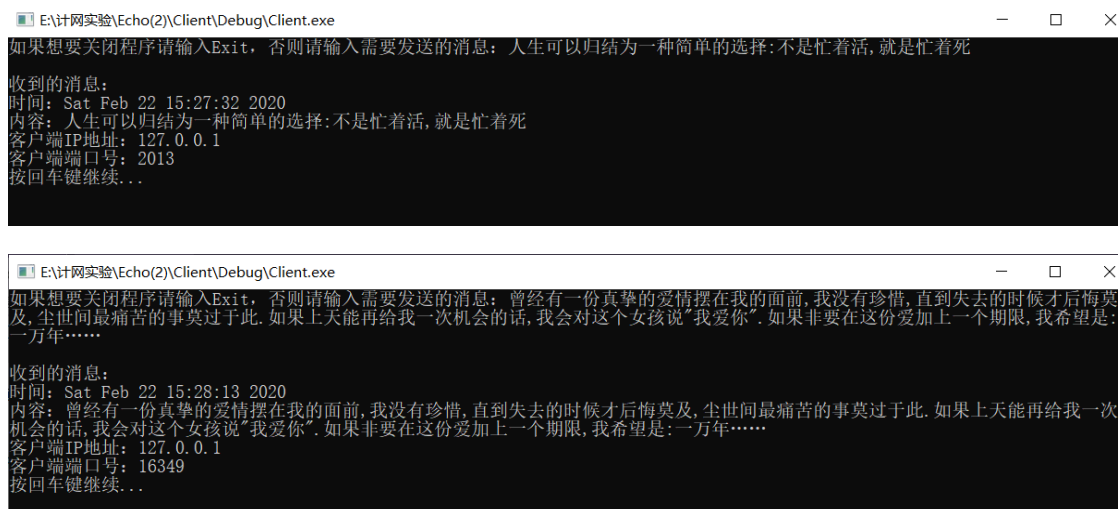 E:\计网实验\Echo(2)\Client\Debug\Client.exe
如果想要关闭程序请输入Exit，否则请输入需要发送的消息：人生可以归结为一种简单的选择:不是忙着活,就是忙着死
收到的消息：
时间：Sat Feb 22 15:27:32 2020
内容：人生可以归结为一种简单的选择:不是忙着活,就是忙着死
客户端IP地址：127.0.0.1
客户端端口号：2013
按回车键继续...
E:\计网实验\Echo(2)\Client\Debug\Client.exe
如果想要关闭程序请输入Exit，否则请输入需要发送的消息：曾经有一份真挚的爱情摆在我的面前,我没有珍惜,直到失去的时候才后悔莫
及,尘世间最痛苦的事莫过于此.如果上天能再给我一次机会的话,我会对这个女孩说"我爱你".如果非要在这份爱加上一个期限,我希望是:
一万年……
收到的消息：
时间：Sat Feb 22 15:28:13 2020
内容：曾经有一份真挚的爱情摆在我的面前,我没有珍惜,直到失去的时候才后悔莫及,尘世间最痛苦的事莫过于此.如果上天能再给我一次
机会的话,我会对这个女孩说"我爱你".如果非要在这份爱加上一个期限,我希望是:一万年……
客户端IP地址：127.0.0.1
客户端端口号：16349
按回车键继续...